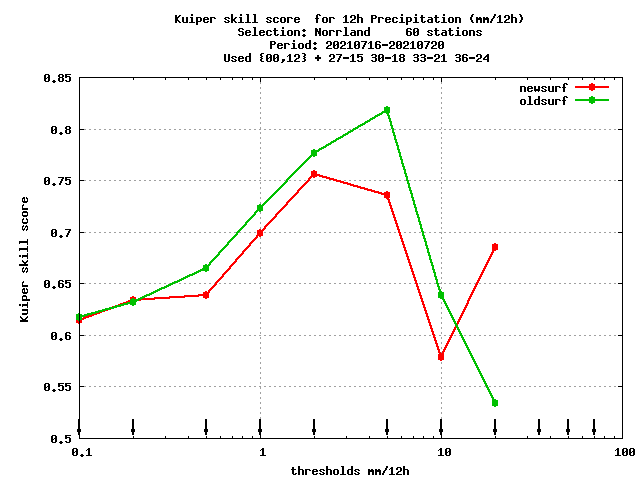 Kuiper skill score  for 12h Precipitation (mm/12h)
Selection: Norrland     60 stations
Period: 20210716-20210720
Used {00,12} + 27-15 30-18 33-21 36-24
newsurf
oldsurf
0.85
0.8
0.75
0.7
0.65
0.6
0.55
0.5
Kuiper skill score
0.1
1
10
100
thresholds mm/12h